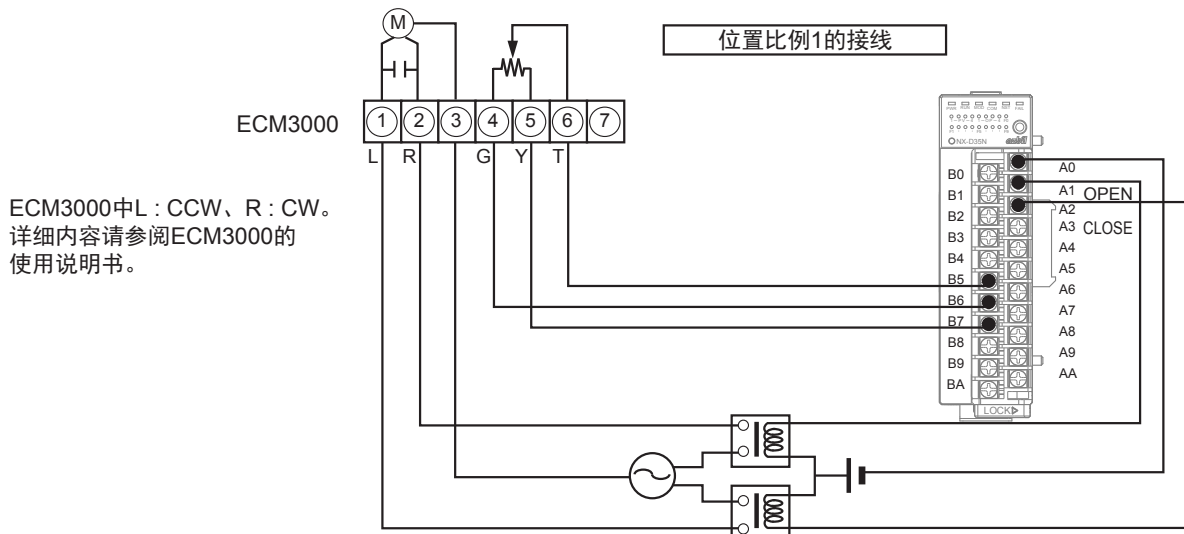 M
位置比例1的接线
ECM3000
1 2 3 4 5 6 7
L R G Y T
ECM3000中L : CCW、R : CW。
详细内容请参阅ECM3000的
使用说明书。
NX-D35N
B0
B1
B2
B3
B4
B5
B6
B7
B8
B9
BA
A0
A1 OPEN
A2
A3 CLOSE
A4
A5
A6
A7
A8
A9
AA
LOCK